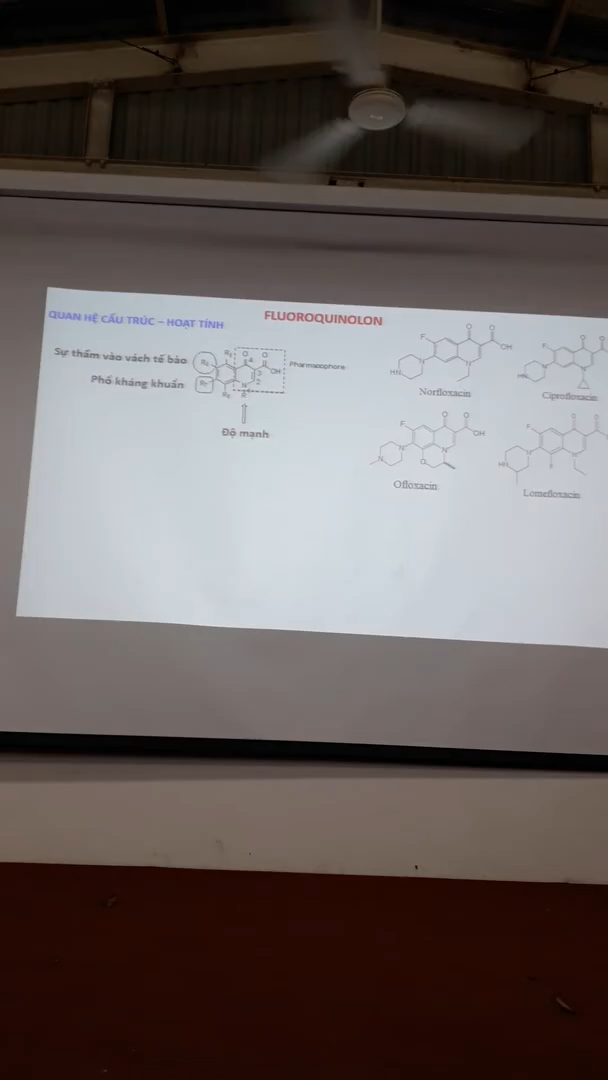 QUAN HỆ CẤU TRÚC – HOẠT TÍNH
FLUOROQUINOLON
Sự thấm vào vách tế bào
Phổ kháng khuẩn
Pharmacophore
Độ mạnh
Norfloxacin
Ciprofloxacin
Ofloxacin
Lomefloxacin